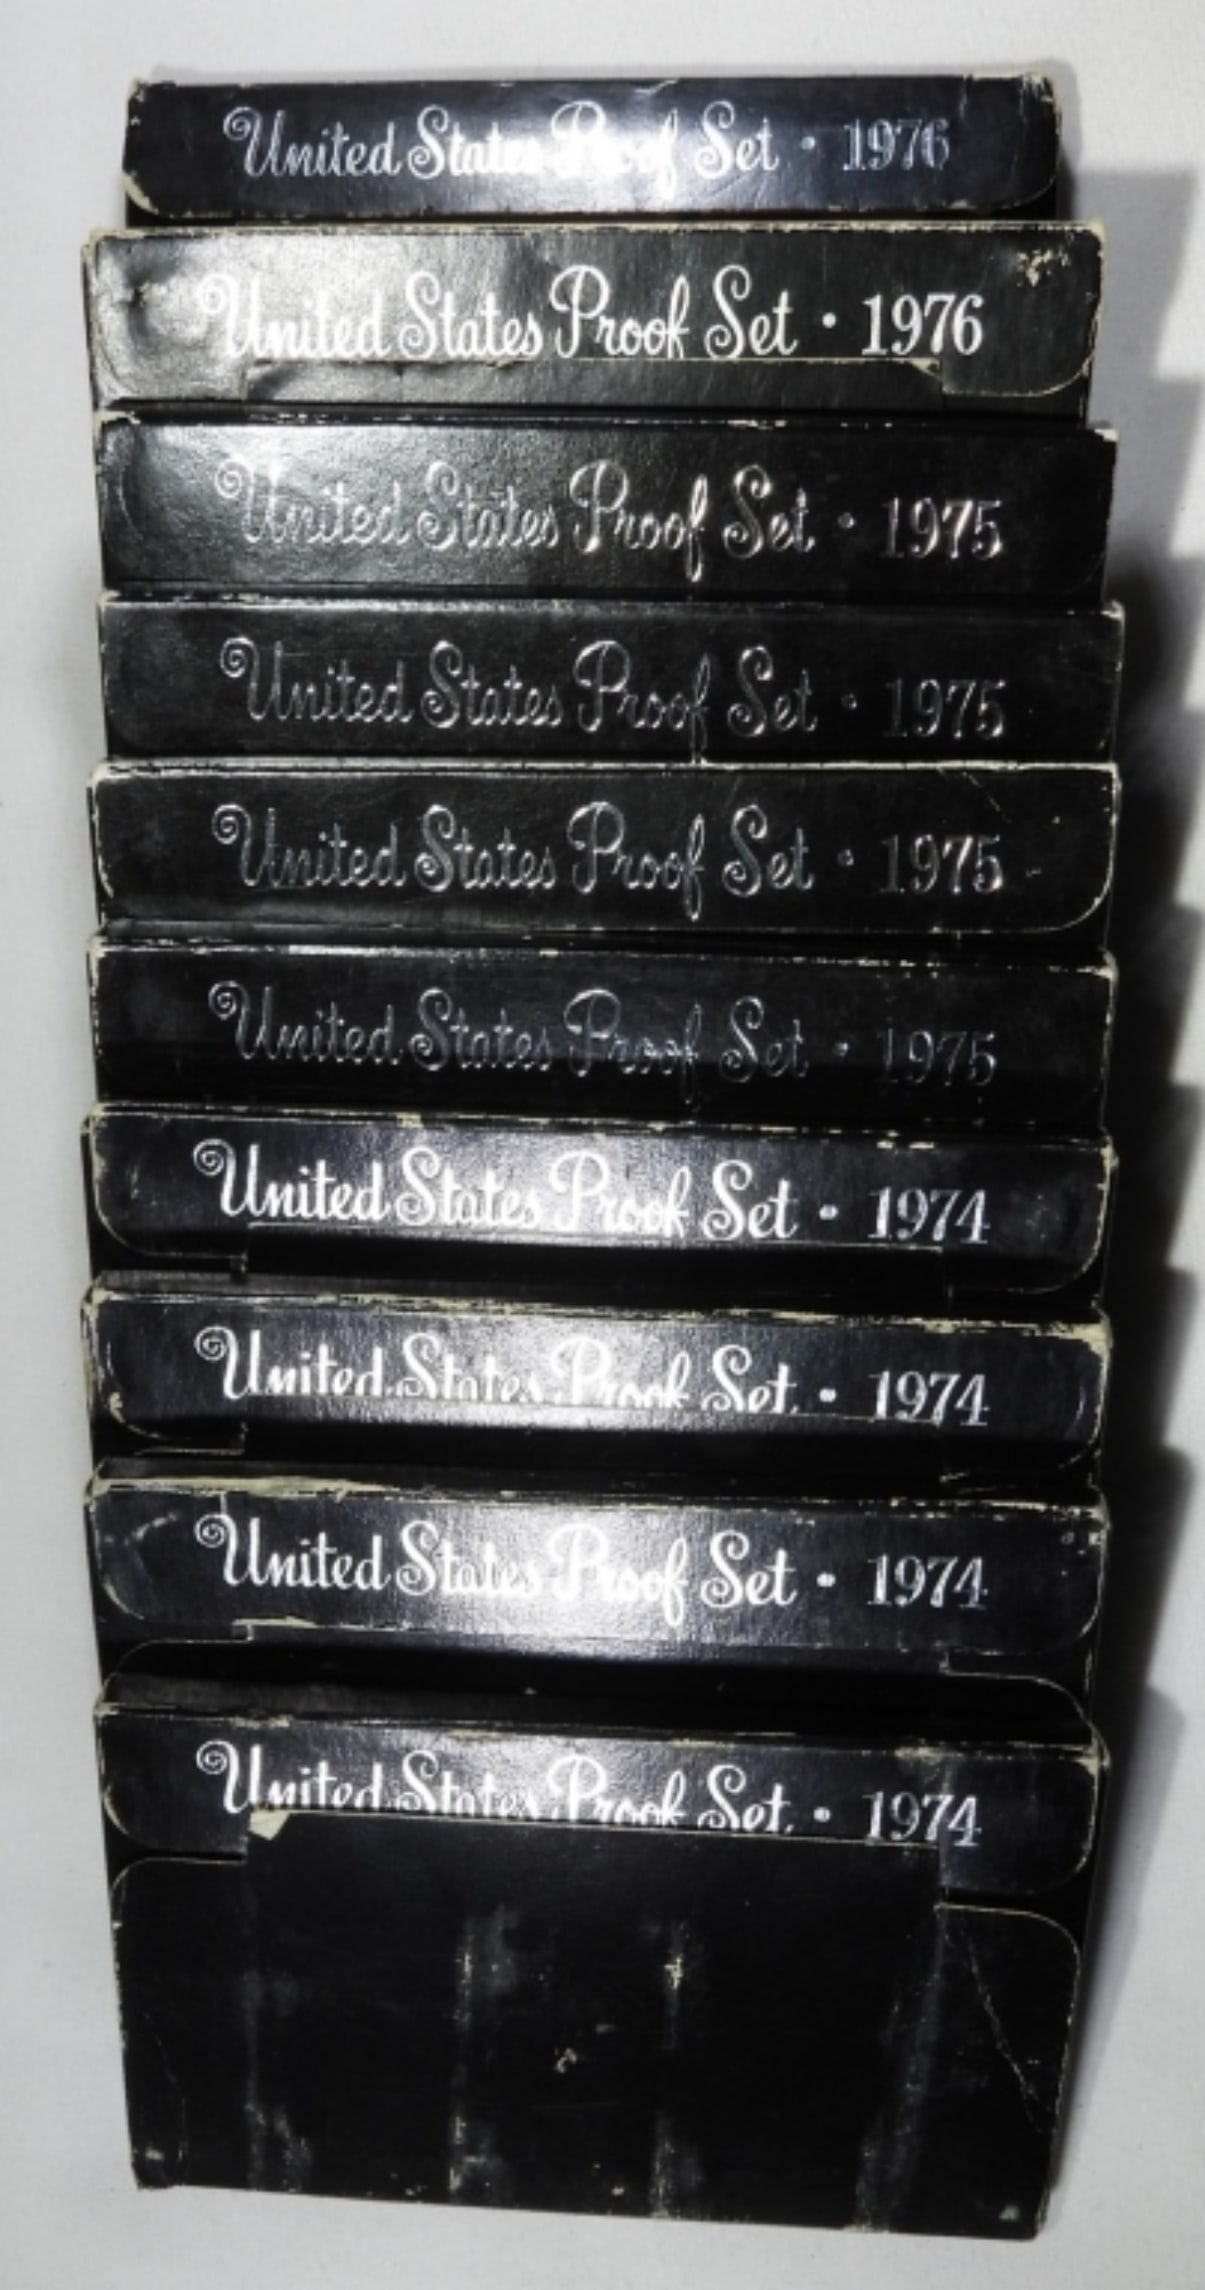 United States Proof Set • 1976
United States Proof Set • 1976
United States Proof Set • 1975
United States Proof Set • 1975
United States Proof Set • 1975
United States Proof Set • 1975
United States Proof Set • 1974
United States Proof Set • 1974
United States Proof Set • 1974
United States Proof Set • 1974